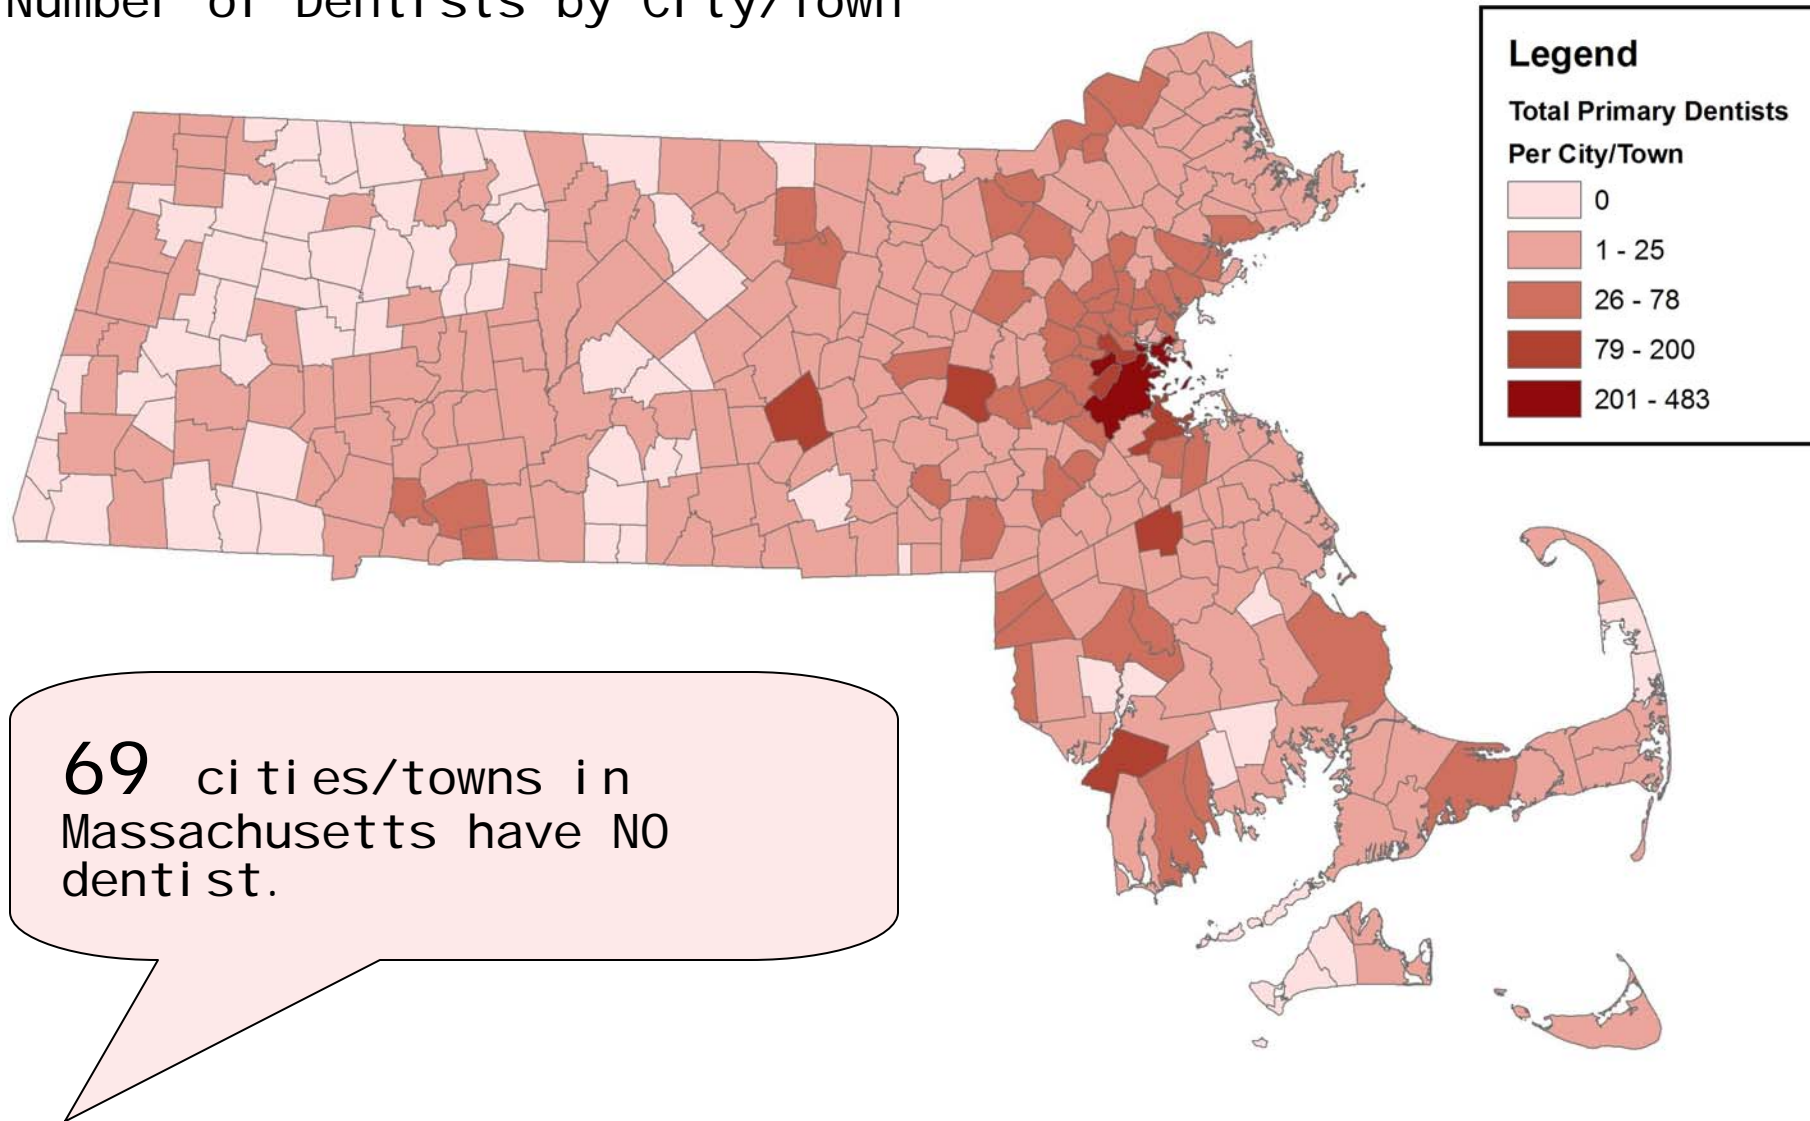 Number of Dentists by City/Town
Legend
Total Primary Dentists
Per City/Town
0
1 - 25
26 - 78
79 - 200
201 - 483
69 cities/towns in
Massachusetts have NO
dentist.